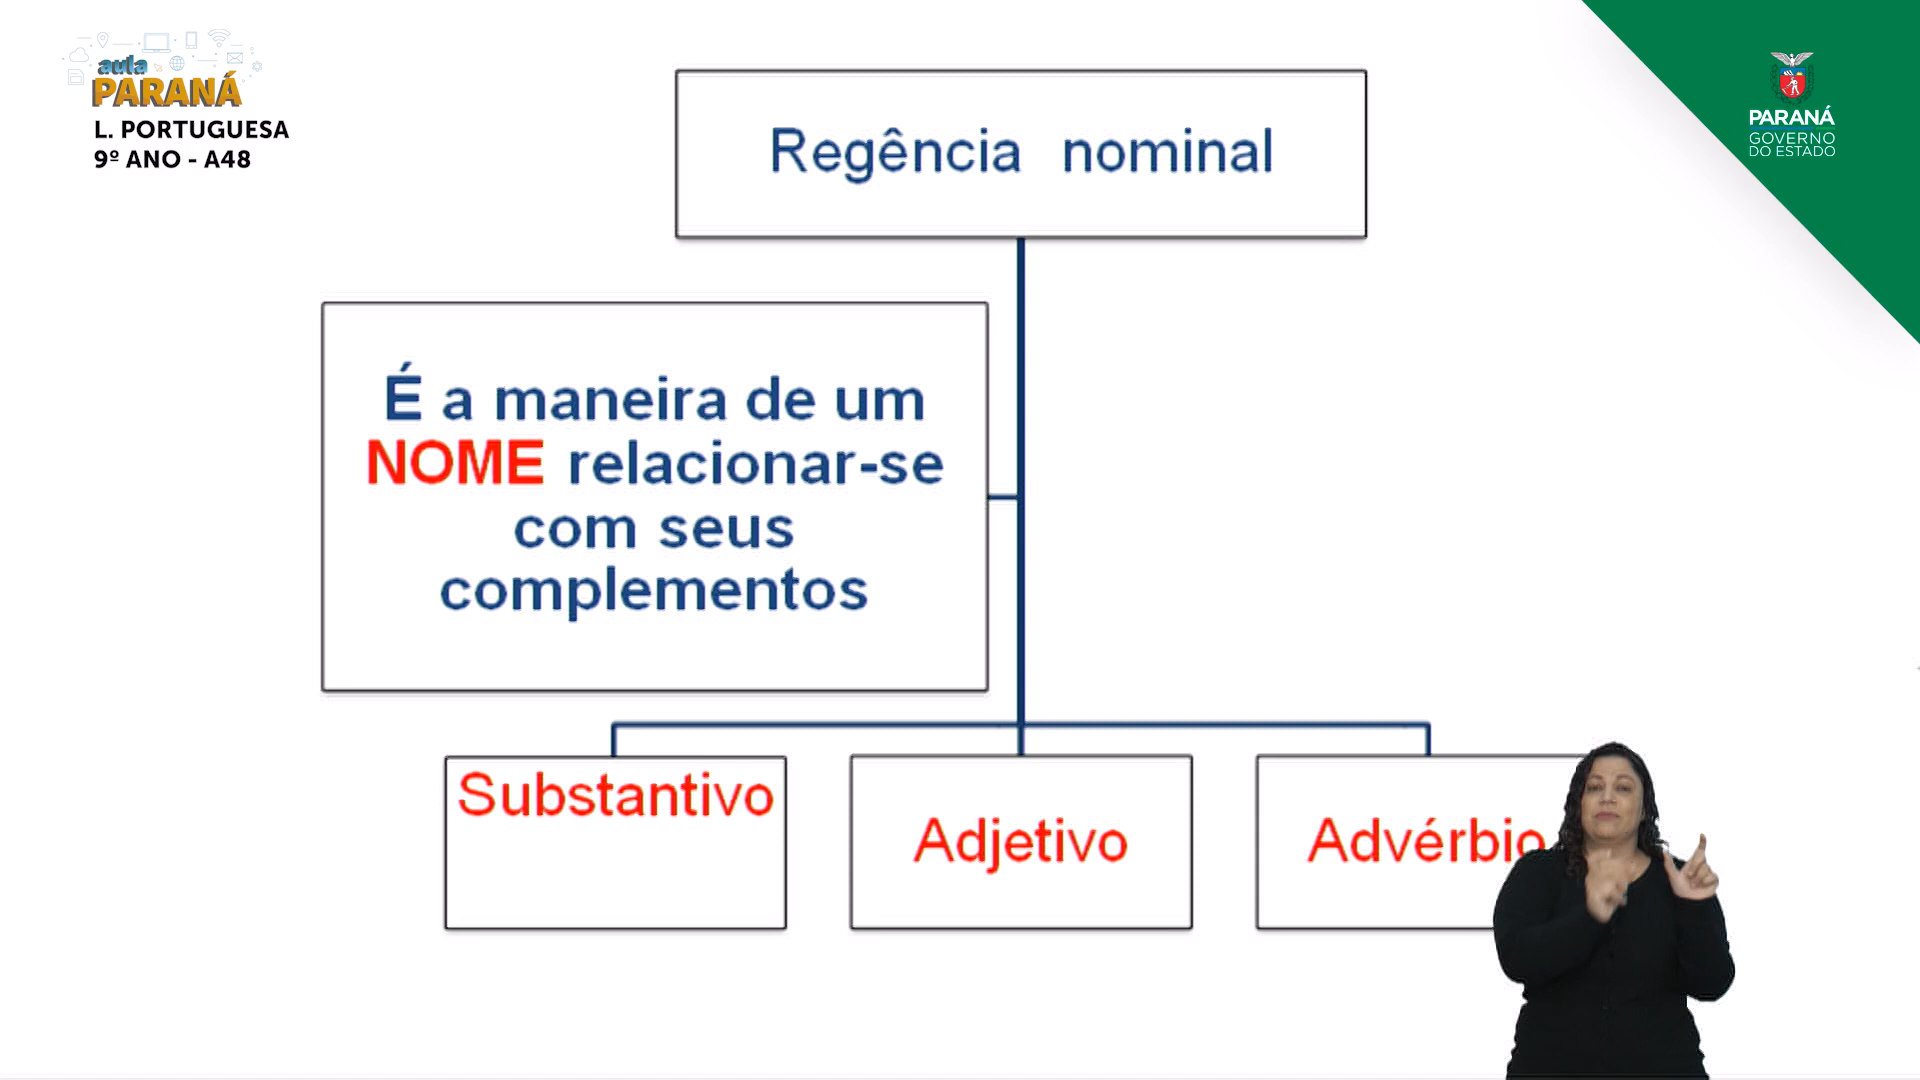 aula
PARANÁ
L. PORTUGUESA
9º ANO - A48
PARANÁ
GOVERNO
DO ESTADO
Regência nominal
É a maneira de um
NOME relacionar-se
com seus
complementos
Substantivo
Adjetivo
Advérbio